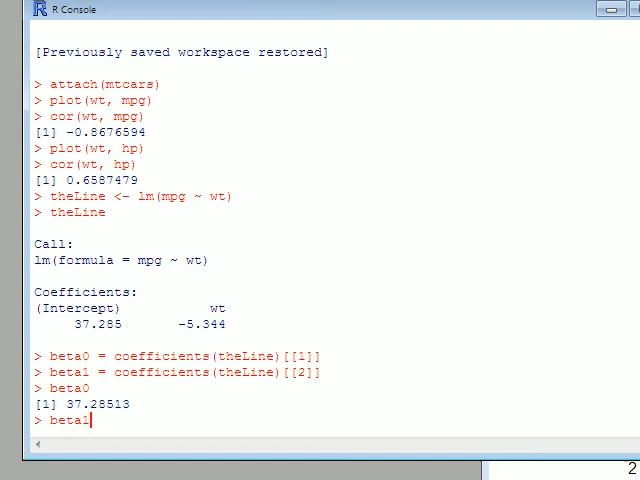 R Console
[Previously saved workspace restored]
> attach(mtcars)
> plot(wt, mpg)
> cor(wt, mpg)
[1] -0.8676594
> plot(wt, hp)
> cor(wt, hp)
[1] 0.6587479
> theLine <- lm(mpg ~ wt)
> theLine
Call:
lm(formula = mpg ~ wt)
Coefficients:
(Intercept) wt
37.285 -5.344
> beta0 = coefficients(theLine)[[1]]
> beta1 = coefficients(theLine)[[2]]
> beta0
[1] 37.28513
> beta1
2